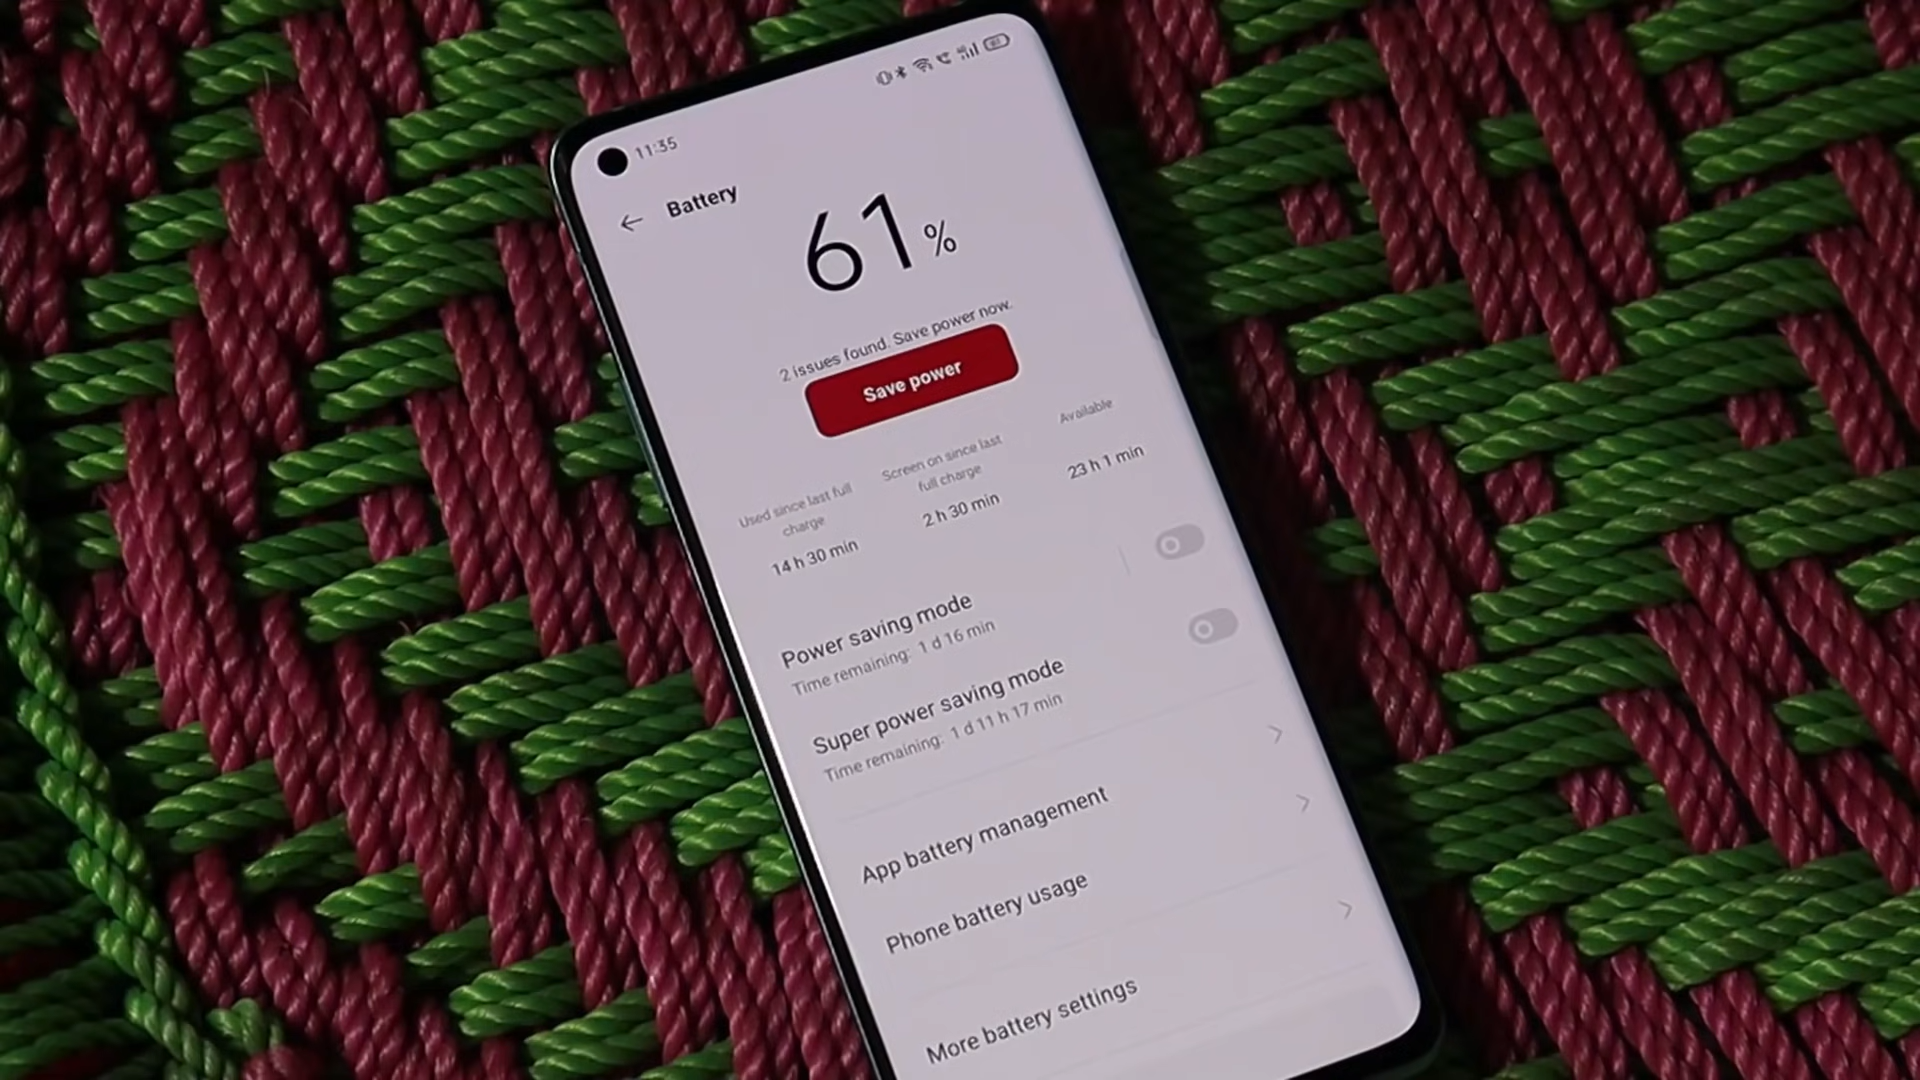 11:35
Battery
61%
2 issues found. Save power now.
Save power
Used since last full
charge
14 h 30 min
Screen on since last
full charge
2 h 30 min
Available
23 h 1 min
Power saving mode
Time remaining: 1 d 16 min
Super power saving mode
Time remaining: 1 d 11 h 17 min
App battery management
Phone battery usage
More battery settings